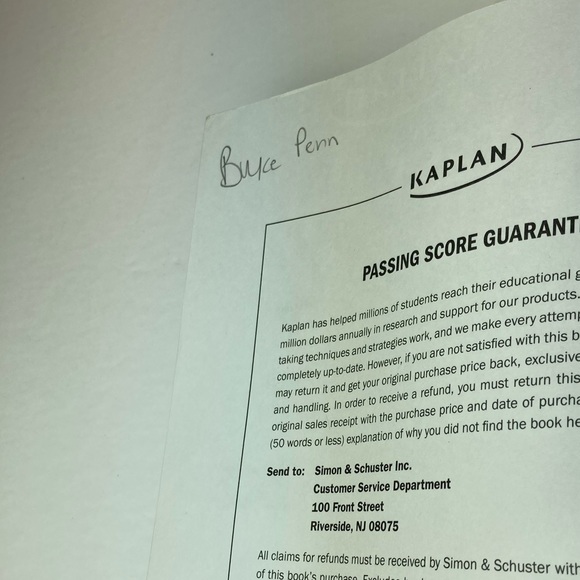 Bryce Penn
KAPLAN
PASSING SCORE GUARANT
Kaplan has helped millions of students reach their educational g
million dollars annually in research and support for our products.
taking techniques and strategies work, and we make every attemp
completely up-to-date. However, if you are not satisfied with this b
may return it and get your original purchase price back, exclusive
and handling. In order to receive a refund, you must return this
original sales receipt with the purchase price and date of purcha
(50 words or less) explanation of why you did not find the book he
Send to: Simon & Schuster Inc.
Customer Service Department
100 Front Street
Riverside, NJ 08075
All claims for refunds must be received by Simon & Schuster with
of this book's purchase.